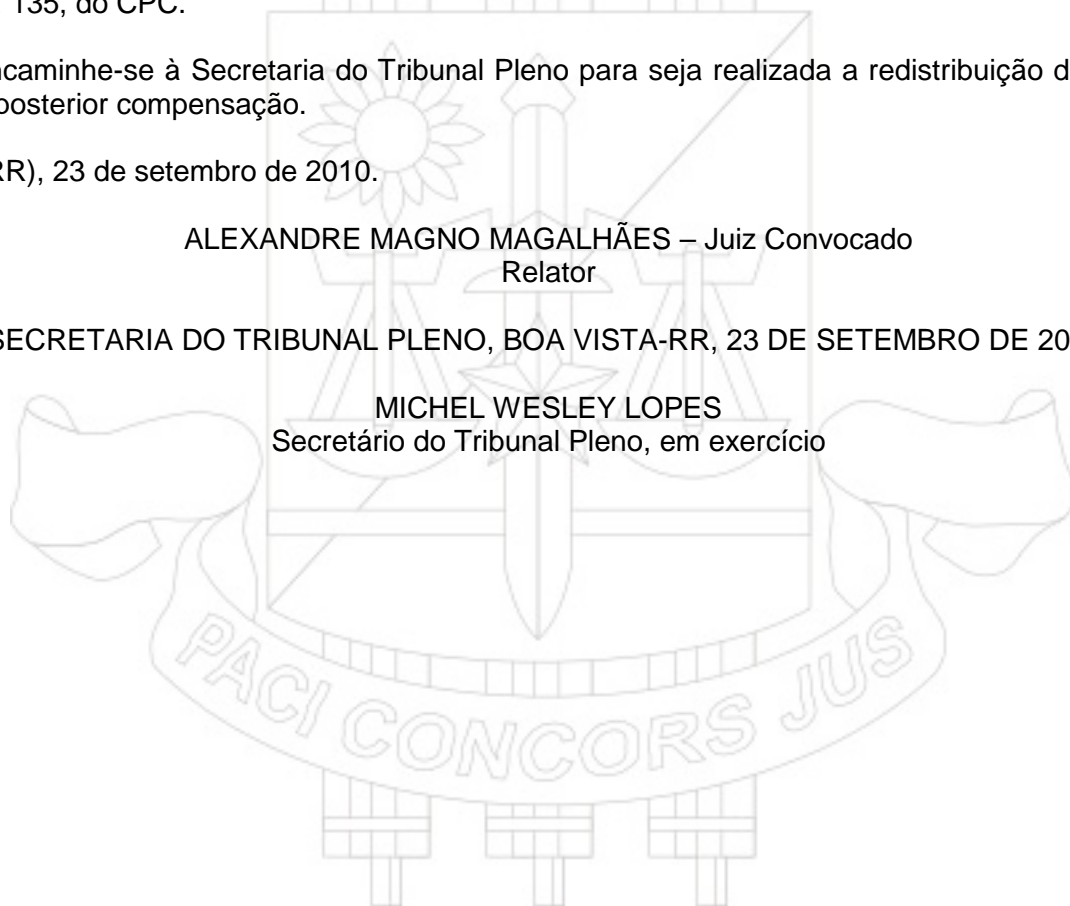 135, do CPC.
ncaminhe-se à Secretaria do Tribunal Pleno para seja realizada a redistribuição d
posterior compensação.
RR), 23 de setembro de 2010.
ALEXANDRE MAGNO MAGALHÃES – Juiz Convocado
Relator
SECRETARIA DO TRIBUNAL PLENO, BOA VISTA-RR, 23 DE SETEMBRO DE 20
MICHEL WESLEY LOPES
Secretário do Tribunal Pleno, em exercício
PACI CONCORS JUS